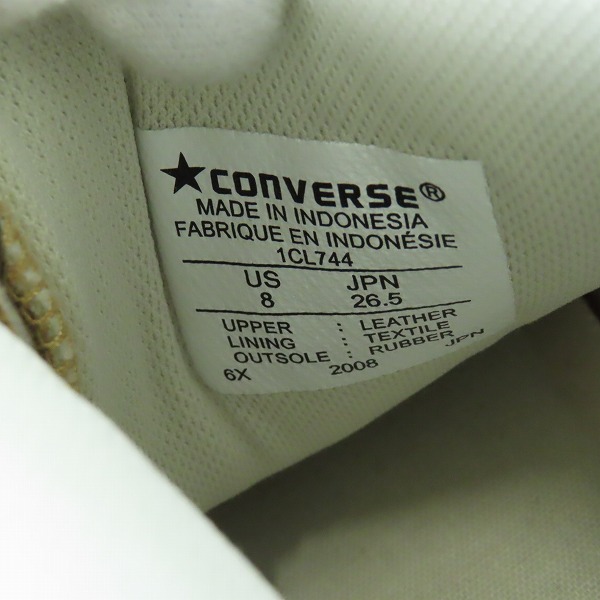 ★CONVERSE®
MADE IN INDONESIA
FABRIQUE EN INDONÉSIE
1CL744
US JPN
8 26.5
UPPER : LEATHER
LINING : TEXTILE
OUTSOLE : RUBBER
6X 2008 JPN